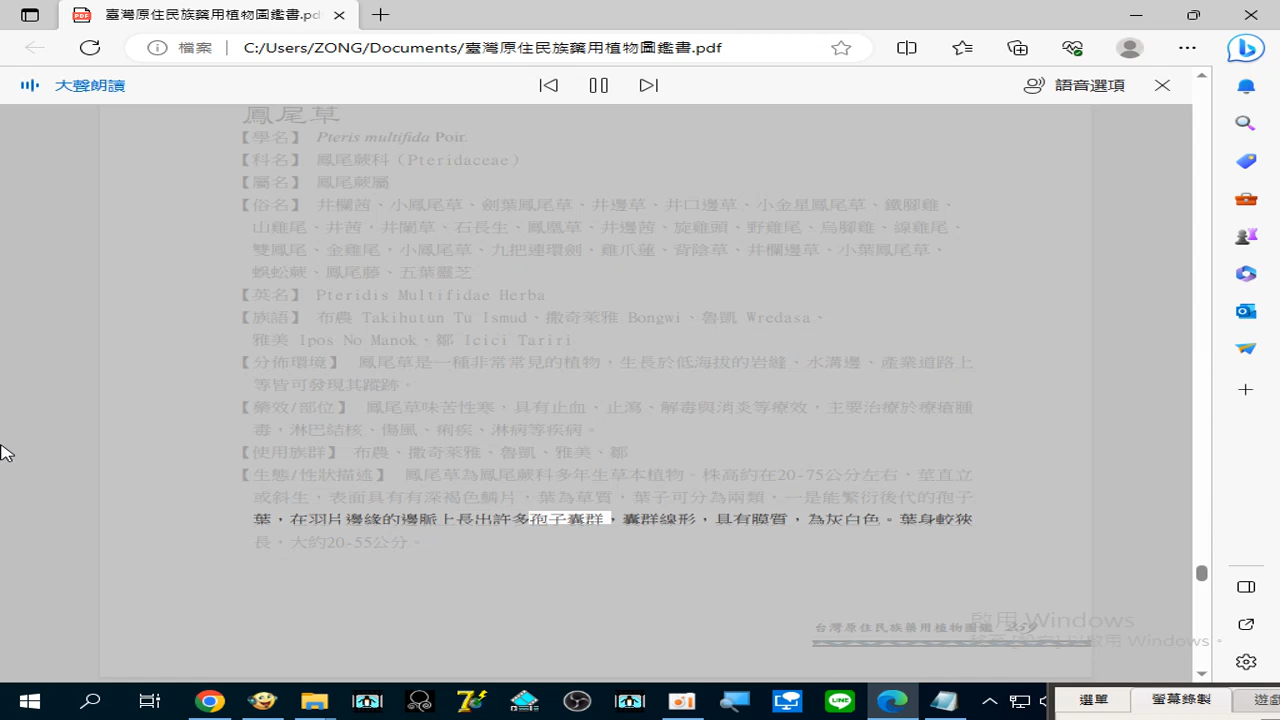 臺灣原住民族藥用植物圖鑑書.pdf
檔案
C:/Users/ZONG/Documents/臺灣原住民族藥用植物圖鑑書.pdf
大聲朗讀
語音選項
鳳尾草
【學名】 Pteris multifida Poir.
【科名】 鳳尾蕨科（Pteridaceae）
【屬名】 鳳尾蕨屬
【俗名】 井欄茜、小鳳尾草、劍葉鳳尾草、井邊草、井口邊草、小金星鳳尾草、鐵腳雞、
山雞尾、井茜，井闌草、石長生、鳳凰草、井邊茜、旋雞頭、野雞尾、烏腳雞、線雞尾、
雙鳳尾、金雞尾，小鳳尾草、九把連環劍、雞爪蓮、背陰草、井欄邊草、小葉鳳尾草、
蜈蚣蕨、鳳尾藤、五葉靈芝
【英名】 Pteridis Multifidae Herba
【族語】 布農 Takihutun Tu Ismud、撒奇萊雅 Bongwi、魯凱 Wredasa、
雅美 Ipos No Manok、鄒 Icici Tariri
【分佈環境】 鳳尾草是一種非常常見的植物，生長於低海拔的岩縫、水溝邊、產業道路上
等皆可發現其蹤跡。
【藥效/部位】 鳳尾草味苦性寒，具有止血，止瀉、解毒與消炎等療效，主要治療於療瘡腫
毒，淋巴結核、傷風、痢疾、淋病等疾病。
【使用族群】 布農、撒奇萊雅、魯凱、雅美、鄒
【生態/性狀描述】 鳳尾草為鳳尾蕨科多年生草本植物。株高約在20-75公分左右，莖直立
或斜生，表面具有有深褐色鱗片，葉為草質，葉子可分為兩類，一是能繁衍後代的孢子
葉，在羽片邊緣的邊脈上長出許多孢子囊群，囊群線形，具有膜質，為灰白色。葉身較狹
長，大約20-55公分。
台灣原住民族藥用植物圖鑑 259
啟用 Windows
移至 [設定] 以啟用 Windows。
選單
螢幕錄製
遊戲